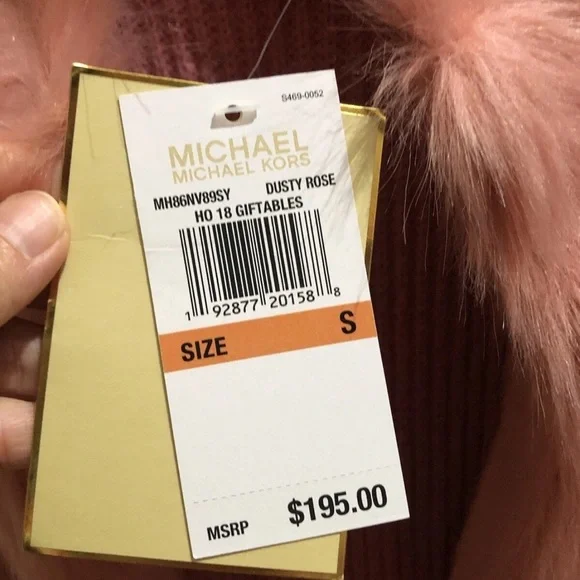 S469-0052
MICHAEL
MICHAEL KORS
MH86NV89SY DUSTY ROSE
HO 18 GIFTABLES
1 92877 20158 8
SIZE S
MSRP $195.00